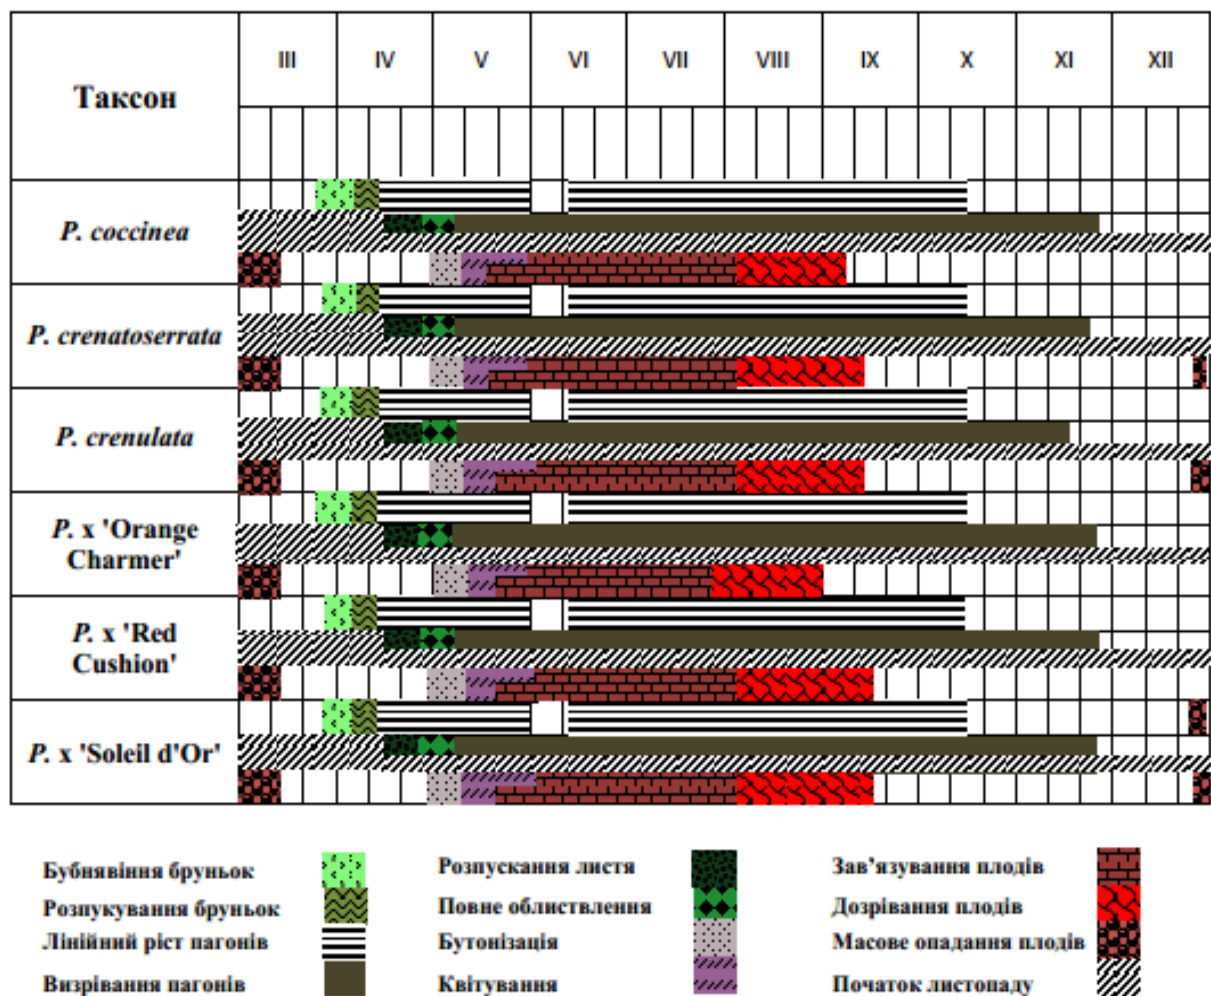 Таксон
III IV V VI VII VIII IX X XI XII
P. coccinea
P. crenatoserrata
P. crenulata
P. x 'Orange
Charmer'
P. x 'Red
Cushion'
P. x 'Soleil d'Or'
Бубнявіння бруньок Розпускання листя Зав’язування плодів
Розпукування бруньок Повне облиствлення Дозрівання плодів
Лінійний ріст пагонів Бутонізація Масове опадання плодів
Визрівання пагонів Квітування Початок листопаду